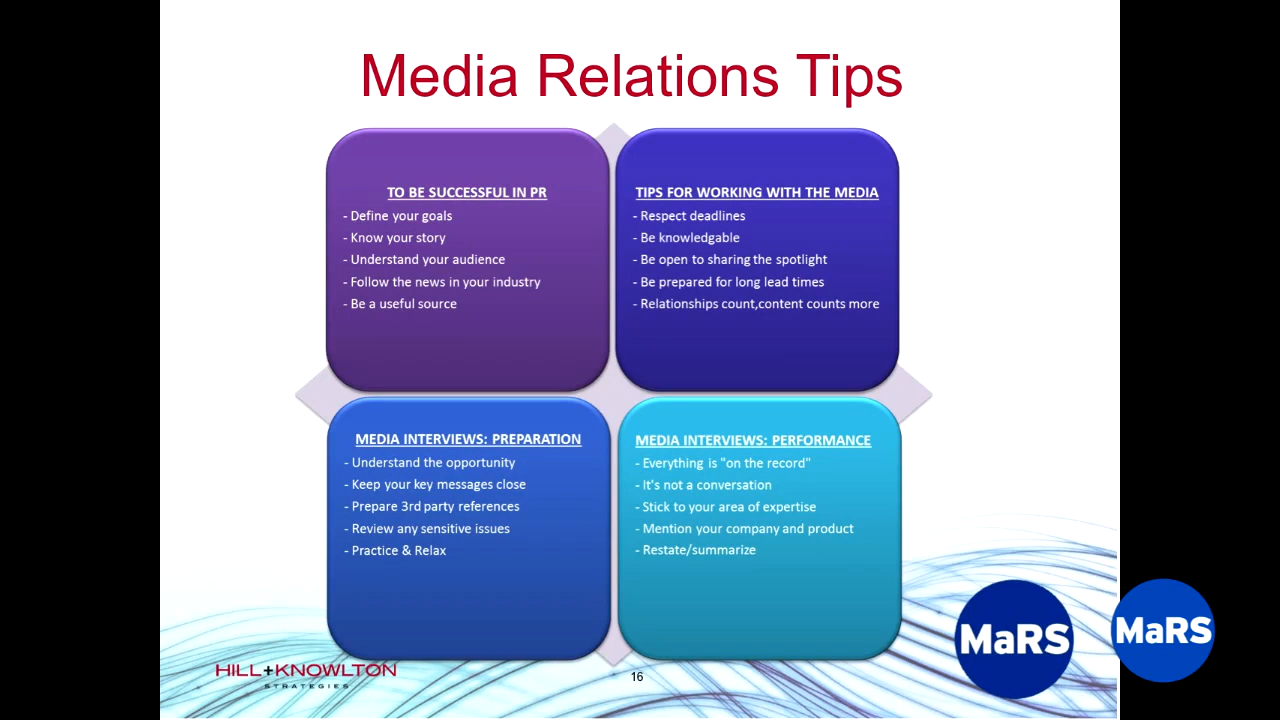 Media Relations Tips
TO BE SUCCESSFUL IN PR
- Define your goals
- Know your story
- Understand your audience
- Follow the news in your industry
- Be a useful source
TIPS FOR WORKING WITH THE MEDIA
- Respect deadlines
- Be knowledgable
- Be open to sharing the spotlight
- Be prepared for long lead times
- Relationships count,content counts more
MEDIA INTERVIEWS: PREPARATION
- Understand the opportunity
- Keep your key messages close
- Prepare 3rd party references
- Review any sensitive issues
- Practice & Relax
MEDIA INTERVIEWS: PERFORMANCE
- Everything is "on the record"
- It's not a conversation
- Stick to your area of expertise
- Mention your company and product
- Restate/summarize
HILL+KNOWLTON
STRATEGIES
16
MaRS
MaRS